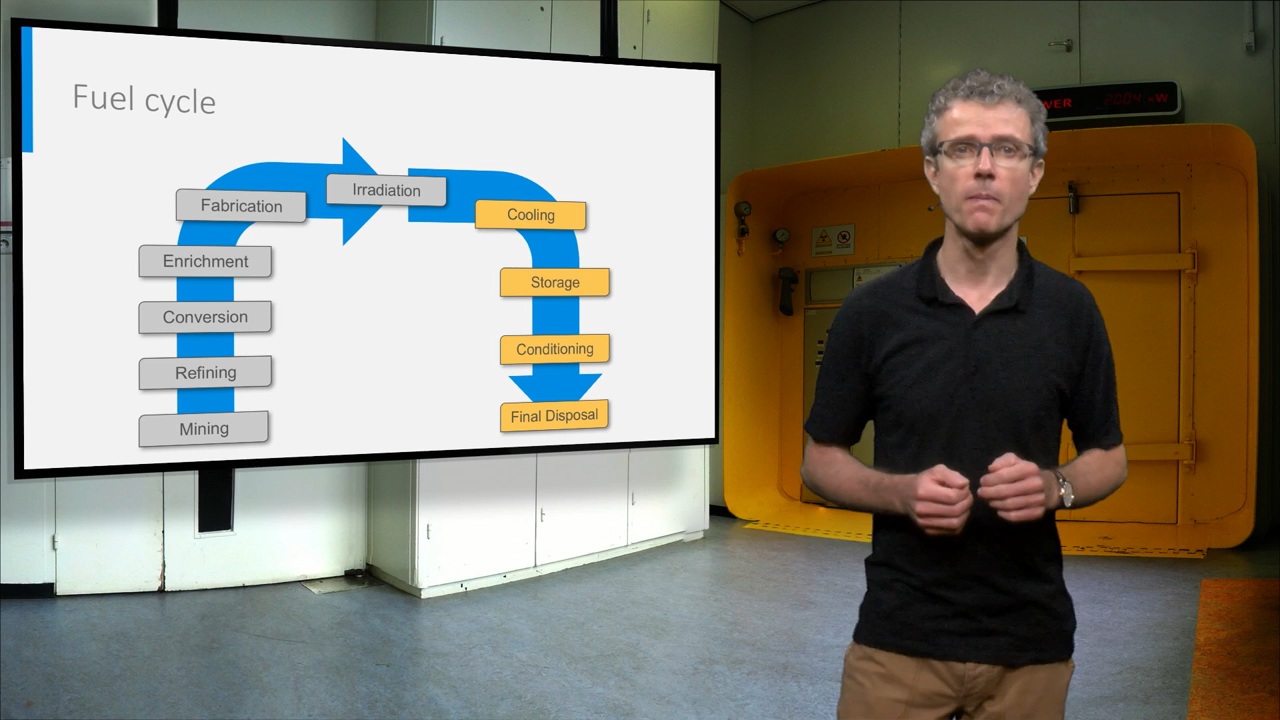 Fuel cycle
Irradiation
Fabrication
Enrichment
Conversion
Refining
Mining
Cooling
Storage
Conditioning
Final Disposal